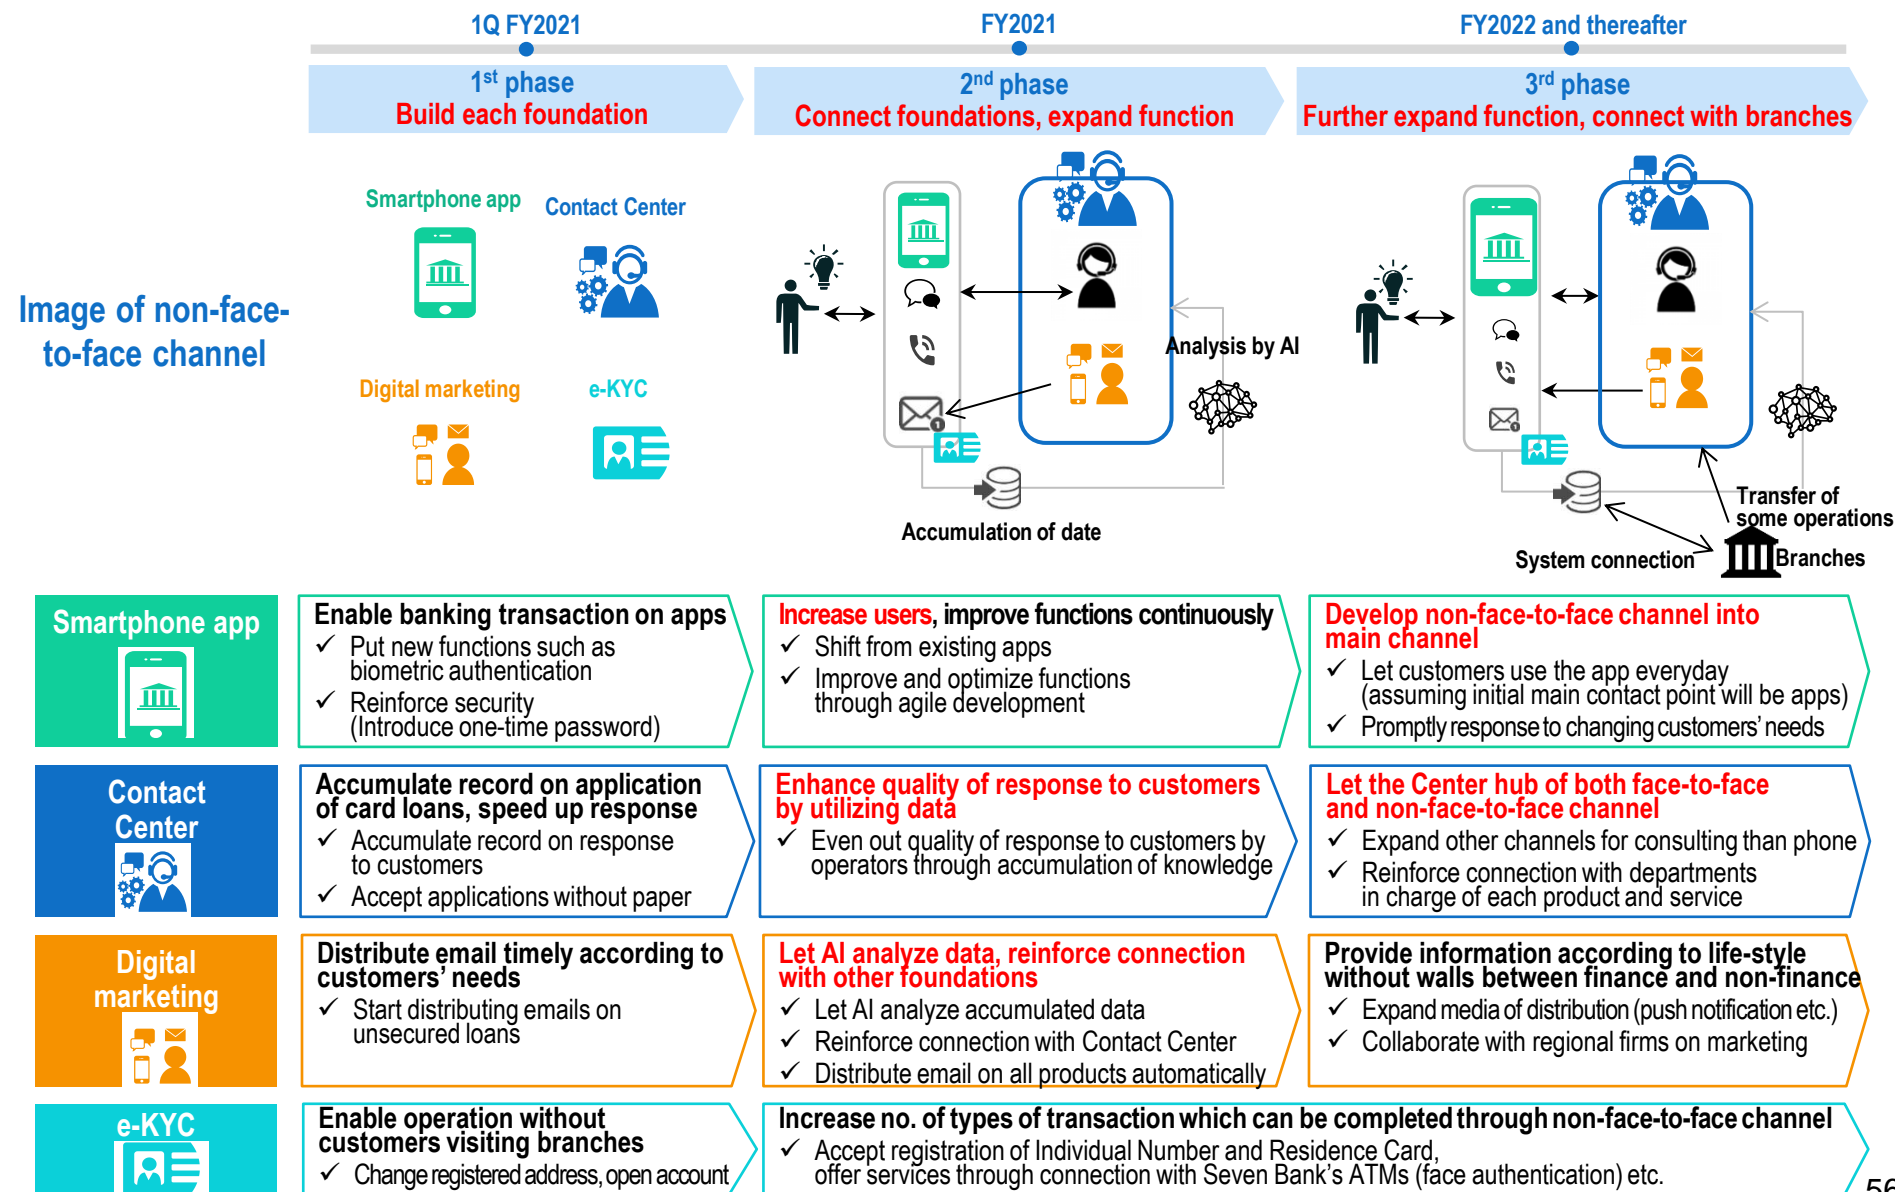 1Q FY2021
FY2021
FY2022 and thereafter
1st phase
Build each foundation
2nd phase
Connect foundations, expand function
3rd phase
Further expand function, connect with branches
Image of non-face-
to-face channel
Smartphone app
Contact Center
Digital marketing
e-KYC
Analysis by AI
1
Accumulation of date
Transfer of
some operations
System connection
Branches
Smartphone app
Enable banking transaction on apps
✓ Put new functions such as
biometric authentication
✓ Reinforce security
(Introduce one-time password)
Increase users, improve functions continuously
✓ Shift from existing apps
✓ Improve and optimize functions
through agile development
Develop non-face-to-face channel into
main channel
✓ Let customers use the app everyday
(assuming initial main contact point will be apps)
✓ Promptly response to changing customers' needs
Contact
Center
Accumulate record on application
of card loans, speed up response
✓ Accumulate record on response
to customers
✓ Accept applications without paper
Enhance quality of response to customers
by utilizing data
✓ Even out quality of response to customers by
operators through accumulation of knowledge
Let the Center hub of both face-to-face
and non-face-to-face channel
✓ Expand other channels for consulting than phone
✓ Reinforce connection with departments
in charge of each product and service
Digital
marketing
Distribute email timely according to
customers' needs
✓ Start distributing emails on
unsecured loans
Let AI analyze data, reinforce connection
with other foundations
✓ Let AI analyze accumulated data
✓ Reinforce connection with Contact Center
✓ Distribute email on all products automatically
Provide information according to life-style
without walls between finance and non-finance
✓ Expand media of distribution (push notification etc.)
✓ Collaborate with regional firms on marketing
e-KYC
Enable operation without
customers visiting branches
✓ Change registered address, open account
Increase no. of types of transaction which can be completed through non-face-to-face channel
✓ Accept registration of Individual Number and Residence Card,
offer services through connection with Seven Bank's ATMs (face authentication) etc.
56